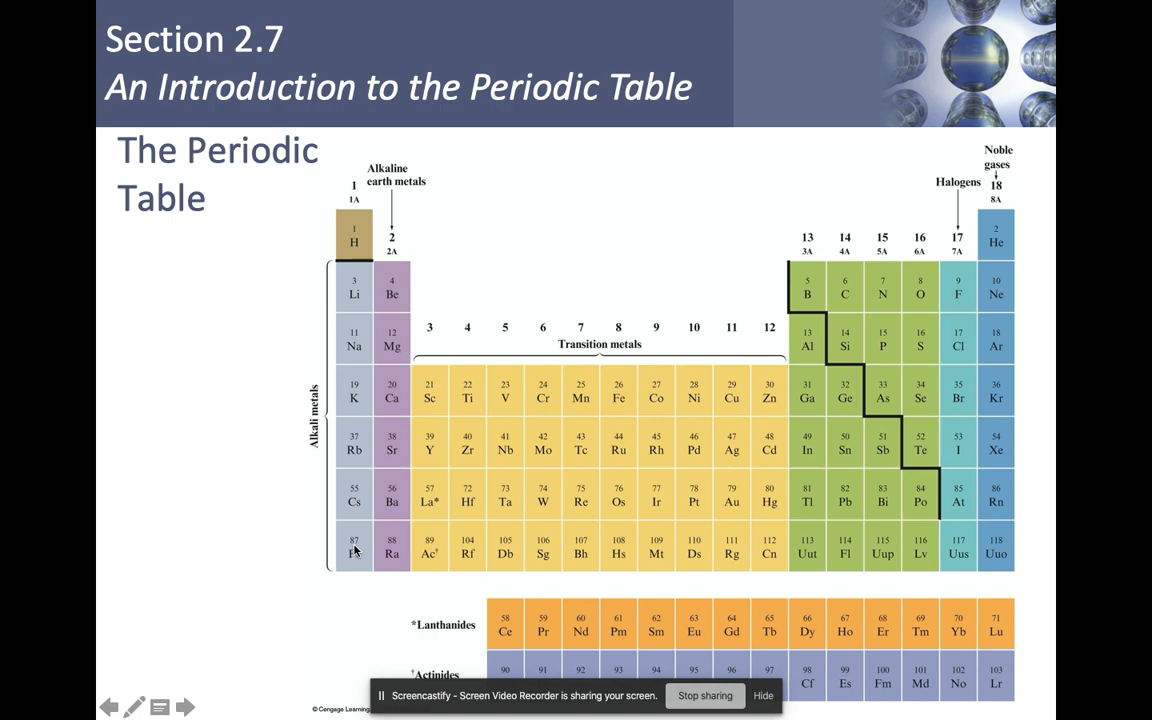 Section 2.7
An Introduction to the Periodic Table
The Periodic
Table
Noble
gases
Alkaline
earth metals
Halogens
1 18
1A 8A
1 2
H He
2 13 14 15 16 17
2A 3A 4A 5A 6A 7A
3 4 5 6 7 8 9 10
Li Be B C N O F Ne
3 4 5 6 7 8 9 10 11 12
Transition metals
11 12 13 14 15 16 17 18
Na Mg Al Si P S Cl Ar
Alkali metals
19 20 21 22 23 24 25 26 27 28 29 30 31 32 33 34 35 36
K Ca Sc Ti V Cr Mn Fe Co Ni Cu Zn Ga Ge As Se Br Kr
37 38 39 40 41 42 43 44 45 46 47 48 49 50 51 52 53 54
Rb Sr Y Zr Nb Mo Tc Ru Rh Pd Ag Cd In Sn Sb Te I Xe
55 56 57 72 73 74 75 76 77 78 79 80 81 82 83 84 85 86
Cs Ba La* Hf Ta W Re Os Ir Pt Au Hg Tl Pb Bi Po At Rn
87 88 89 104 105 106 107 108 109 110 111 112 113 114 115 116 117 118
Ra Ac† Rf Db Sg Bh Hs Mt Ds Rg Cn Uut Fl Uup Lv Uus Uuo
58 59 60 61 62 63 64 65 66 67 68 69 70 71
*Lanthanides Ce Pr Nd Pm Sm Eu Gd Tb Dy Ho Er Tm Yb Lu
90 91 92 93 94 95 96 97 98 99 100 101 102 103
†Actinides Cf Es Fm Md No Lr
Screencastify - Screen Video Recorder is sharing your screen. Stop sharing Hide
© Cengage Learning